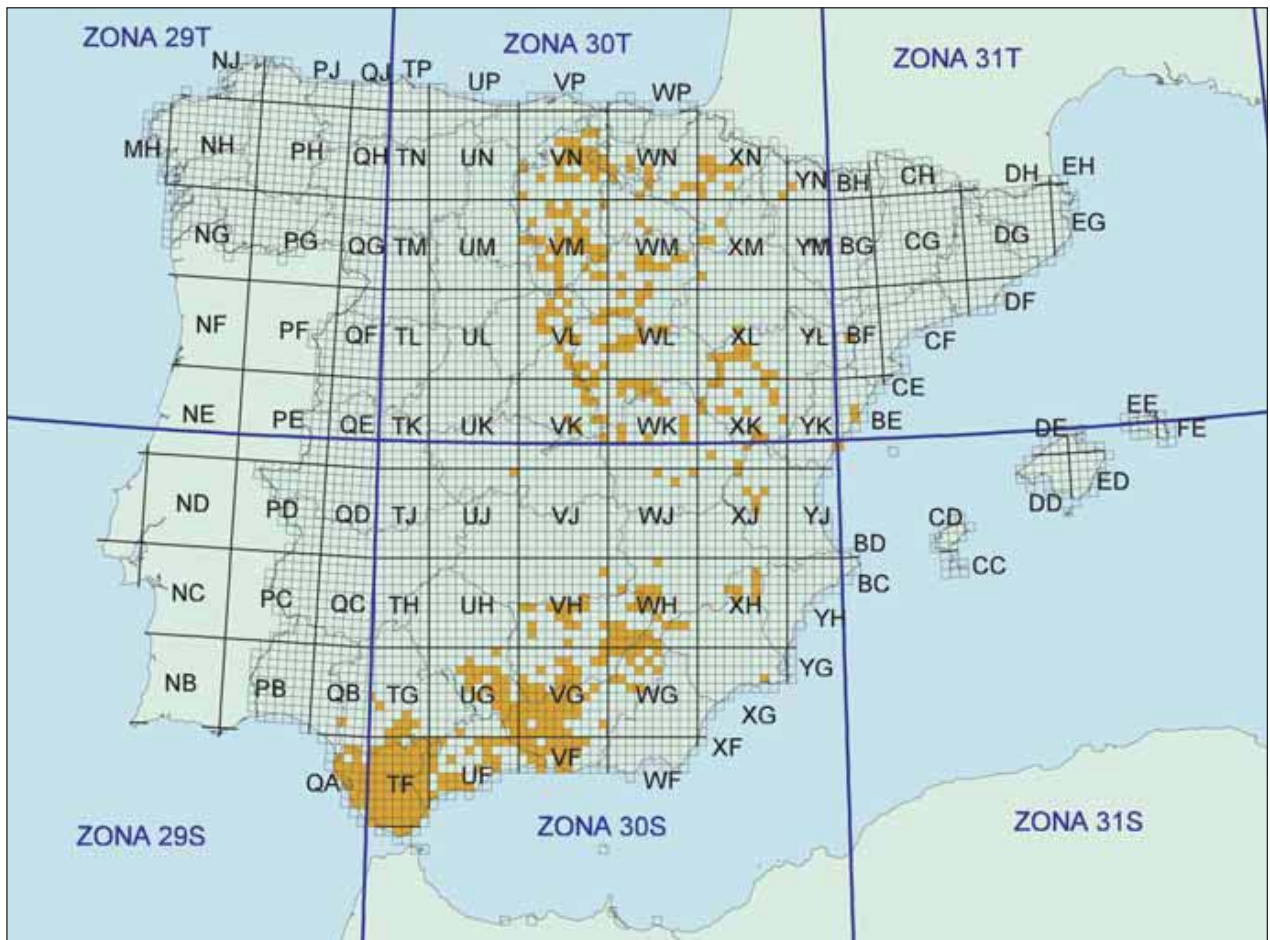 ZONA 29T
ZONA 30T
ZONA 31T
NJ PJ QJ TP UP VP WP
MH NH PH QH TN UN VN WN XN YN BH CH DH EH
NG PG QG TM UM VM WM XM YM BG CG DG EG
NF PF QF TL UL VL WL XL YL BF CF DF
NE PE QE TK UK VK WK XK YK BE CE DE EE FE
ND PD QD TJ UJ VJ WJ XJ YJ BD CD DD ED
NC PC QC TH UH VH WH XH YH BC CC
NB PB QB TG UG VG WG XG YG
QA TF UF VF WF XF
ZONA 29S
ZONA 30S
ZONA 31S